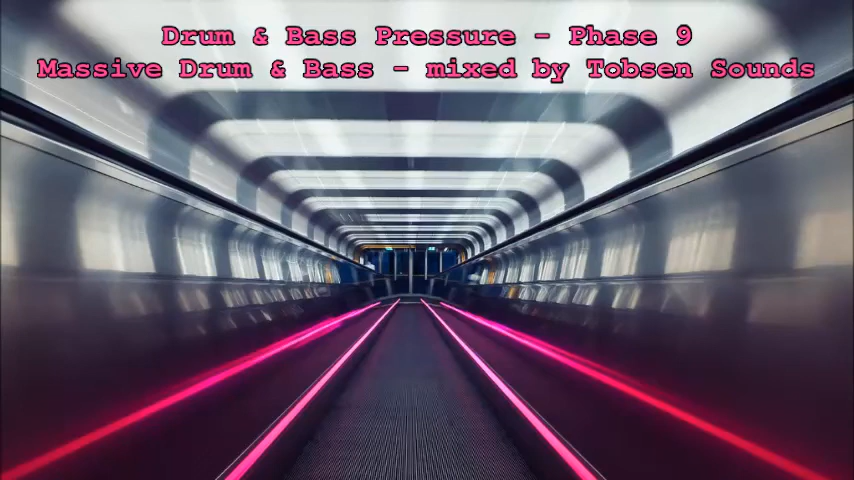 Drum & Bass Pressure - Phase 9
Massive Drum & Bass - mixed by Tobsen Sounds